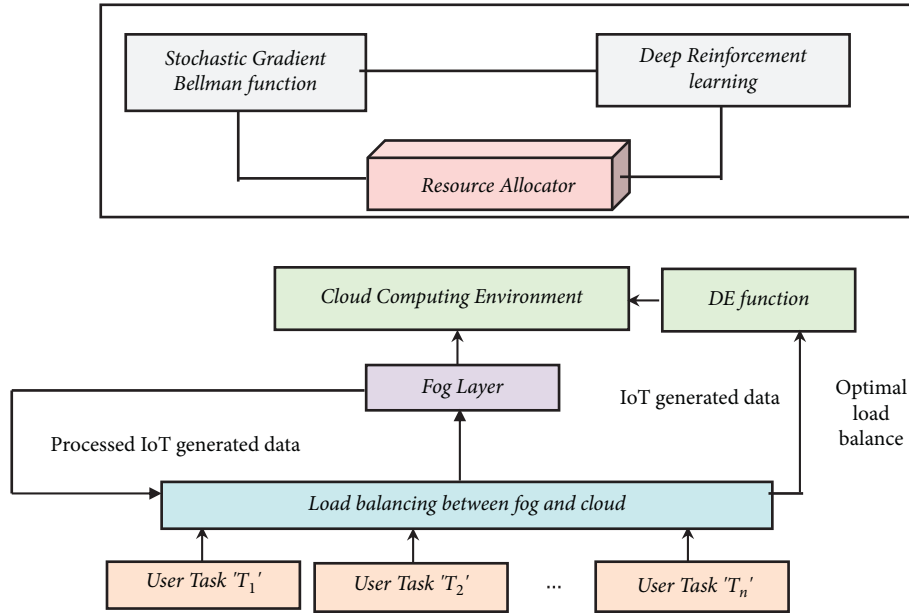 Stochastic Gradient
Bellman function
Deep Reinforcement
learning
Resource Allocator
Cloud Computing Environment
DE function
Fog Layer
IoT generated data
Optimal
load
balance
Processed IoT generated data
Load balancing between fog and cloud
User Task 'T1'
User Task 'T2'
...
User Task 'Tn'